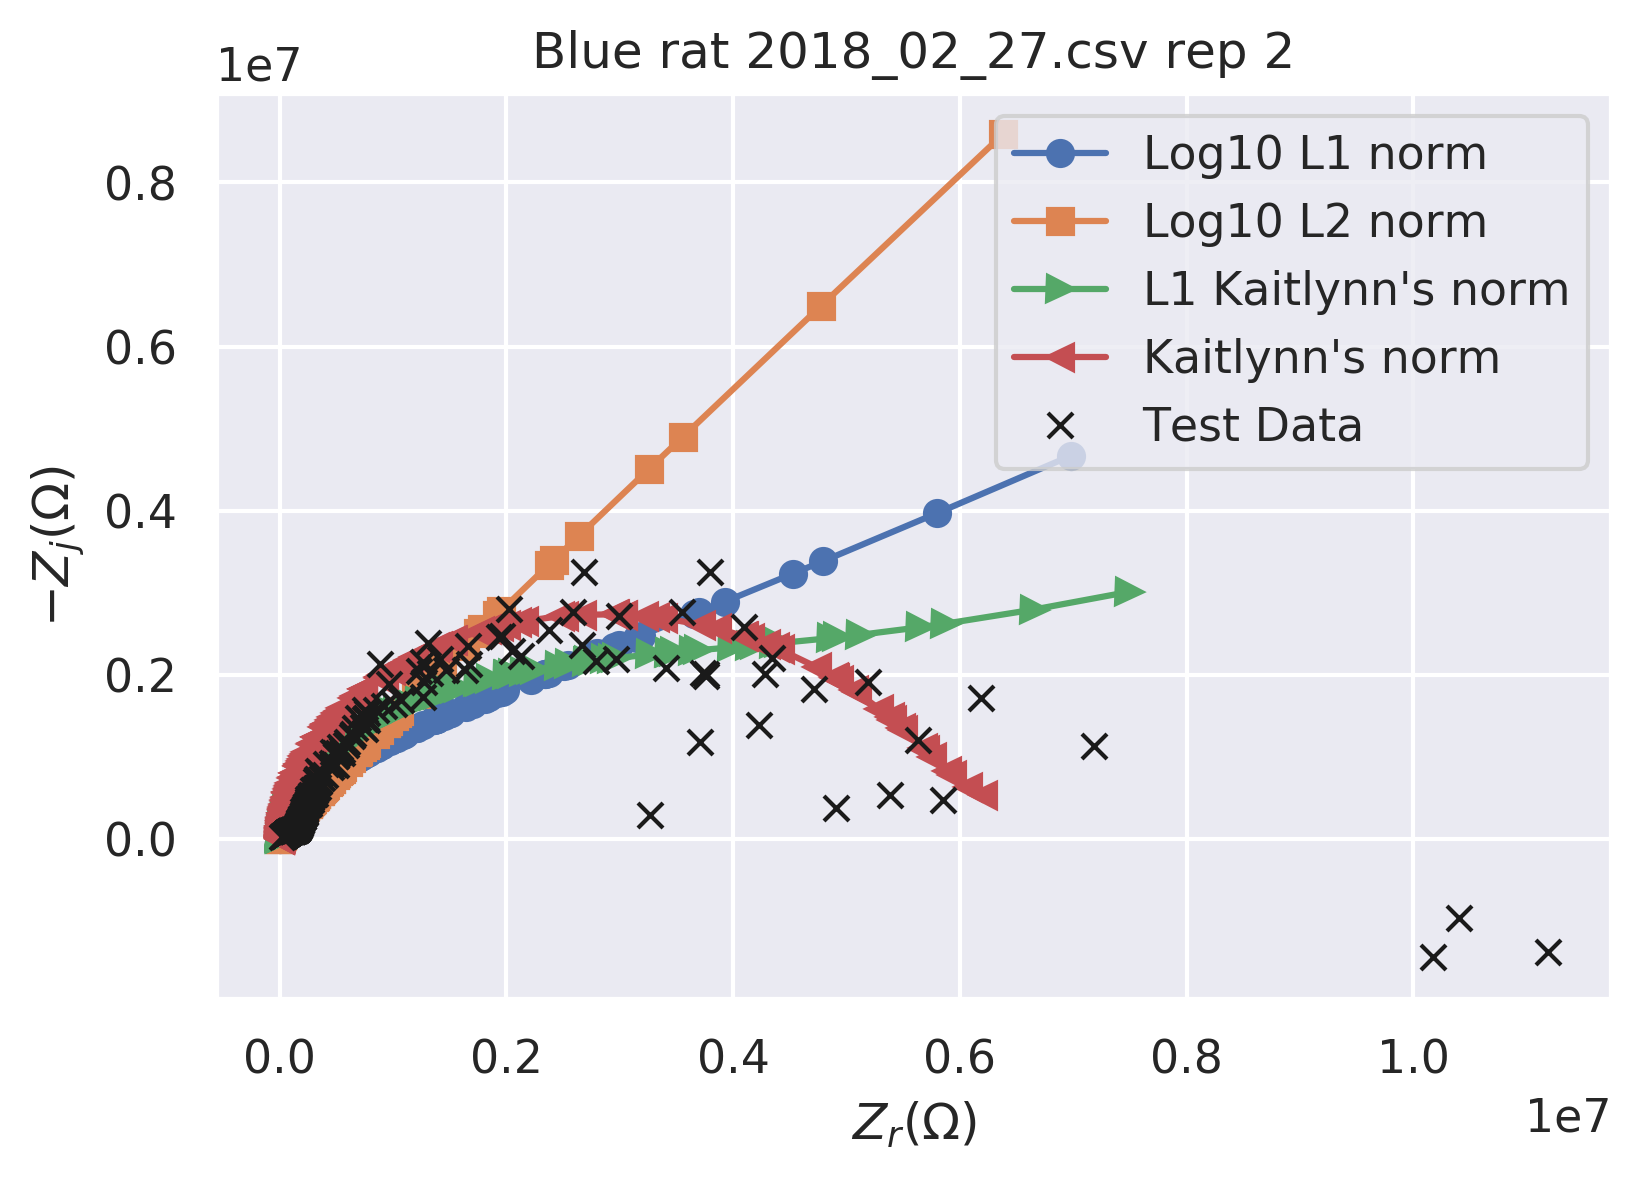 Blue rat 2018_02_27.csv rep 2
1e7
Log10 L1 norm
Log10 L2 norm
L1 Kaitlynn's norm
Kaitlynn's norm
Test Data
0.8
0.6
0.4
0.2
0.0
−Z_j(Ω)
0.0 0.2 0.4 0.6 0.8 1.0
1e7
Z_r(Ω)